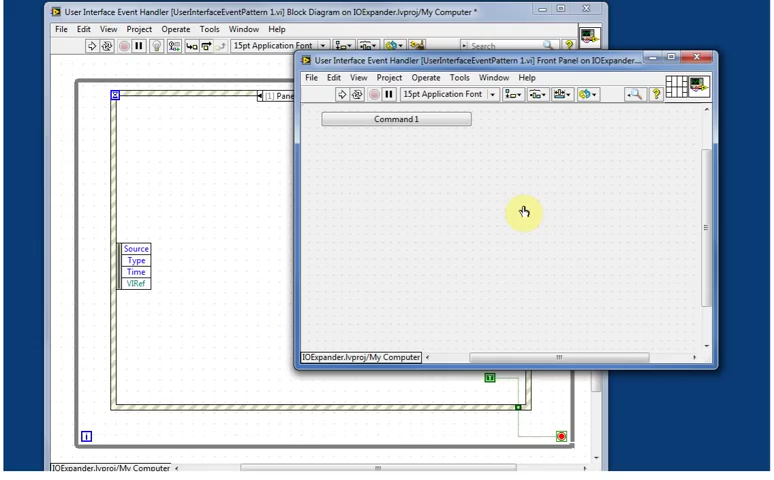 User Interface Event Handler [UserInterfaceEventPattern 1.vi] Block Diagram on IOExpander.lvproj/My Computer *
File Edit View Project Operate Tools Window Help
15pt Application Font
Search
[1] Pane
Source
Type
Time
VIRef
i
IOExpander.lvproj/My Computer
User Interface Event Handler [UserInterfaceEventPattern 1.vi] Front Panel on IOExpander....
File Edit View Project Operate Tools Window Help
15pt Application Font
Command 1
IOExpander.lvproj/My Computer
T